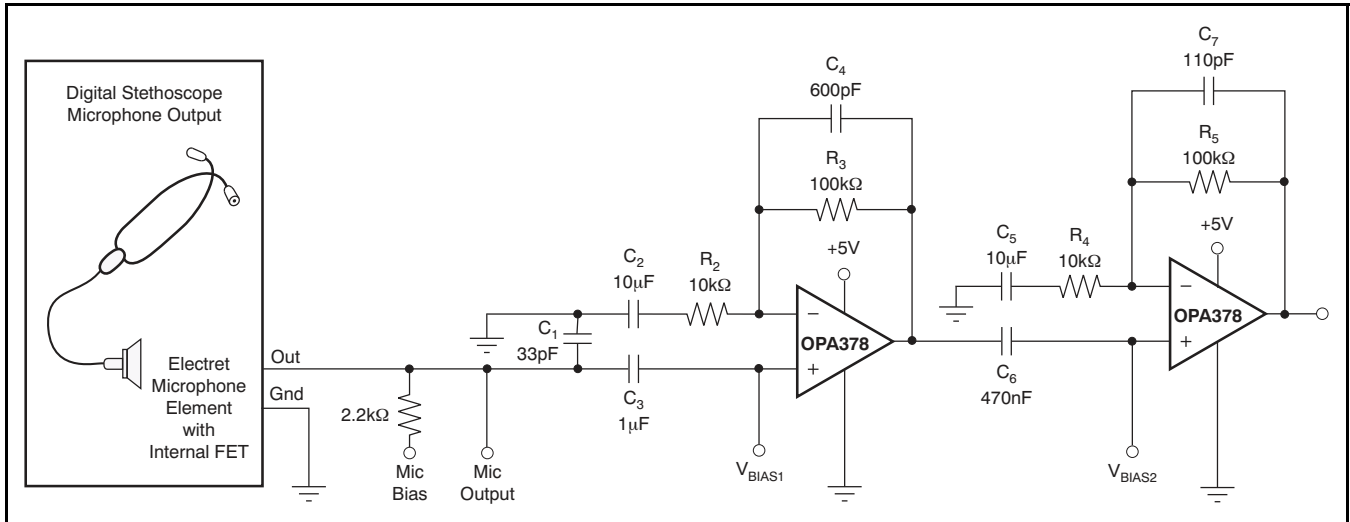 Digital Stethoscope
Microphone Output
Electret
Microphone
Element
with
Internal FET
Out
Gnd
2.2kΩ
Mic
Bias
Mic
Output
C1
33pF
C2
10μF
C3
1μF
R2
10kΩ
VBIAS1
C4
600pF
R3
100kΩ
+5V
−
OPA378
+
C5
10μF
R4
10kΩ
C6
470nF
VBIAS2
C7
110pF
R5
100kΩ
+5V
−
OPA378
+